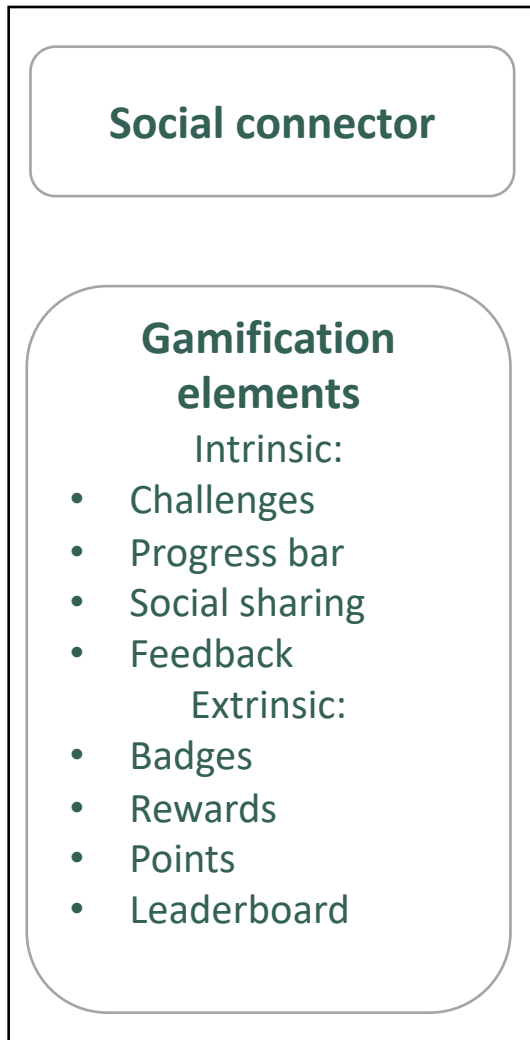 Social connector
Gamification
elements
Intrinsic:
• Challenges
• Progress bar
• Social sharing
• Feedback
Extrinsic:
• Badges
• Rewards
• Points
• Leaderboard